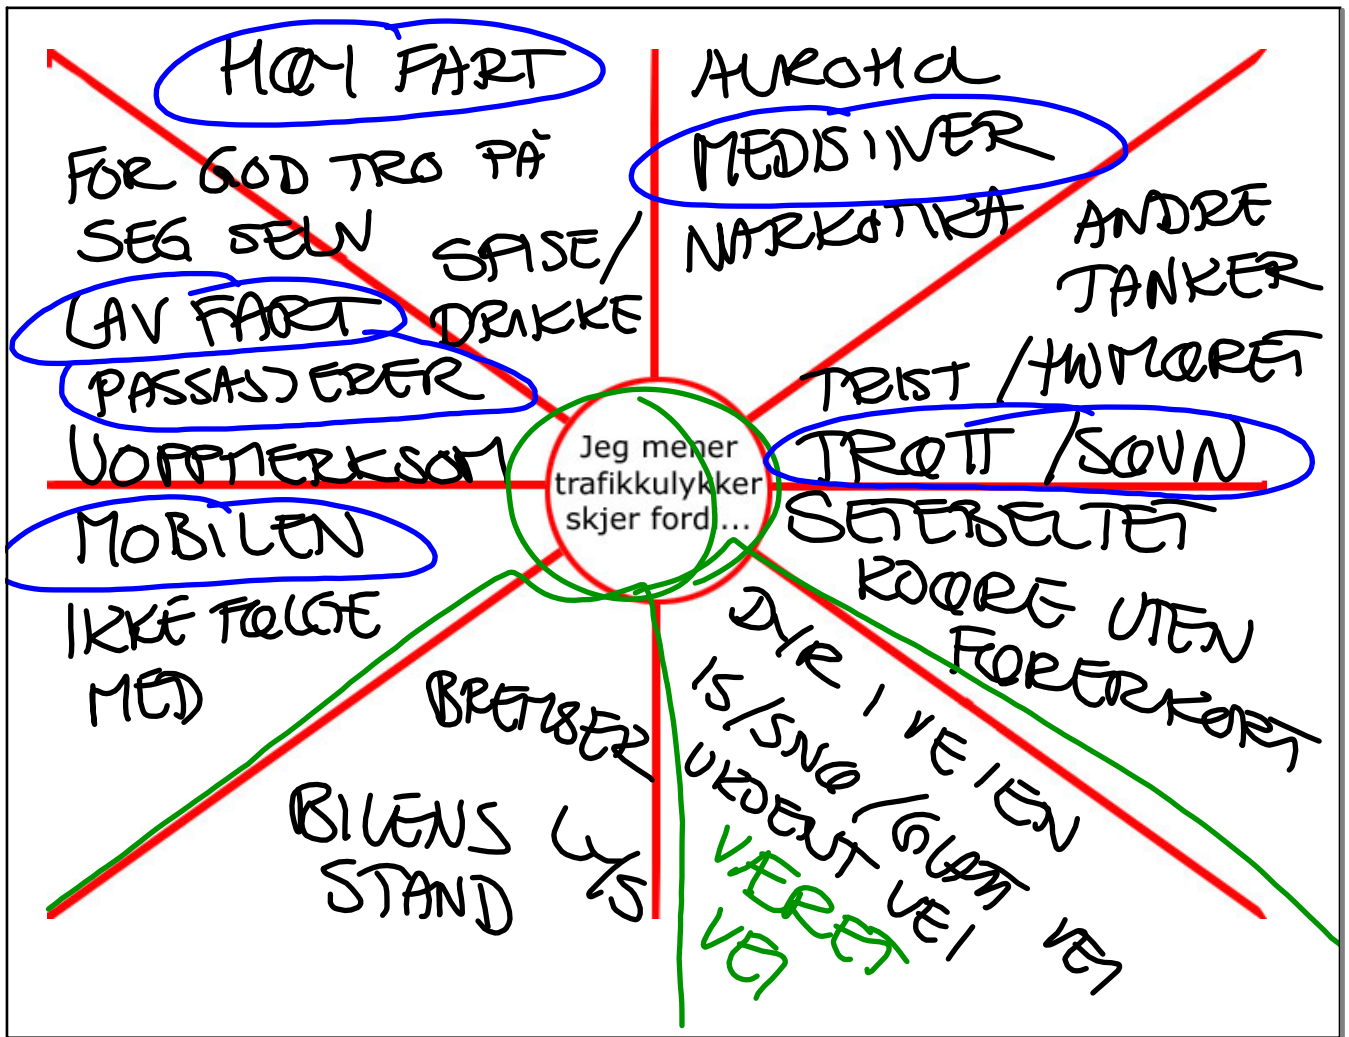 HØY FART
FOR GOD TRO PÅ
SEG SELV
LAV FART
PASSASJERER
UOPPMERKSOM
MOBILEN
IKKE FØLGE
MED
SPISE/
DRIKKE
ALKOHOL
MEDISINER
NARKOTIKA
ANDRE
TANKER
TRIST / HUMØRET
TRØTT / SØVN
SETEBELTET
KJØRE UTEN
FØRERKORT
Jeg mener
trafikkulykker
skjer fordi...
DYR I VEIEN
IS/SNØ/GLATT VEI
UKJENT VEI
VÆRET
VEI
BREMSER
BILENS
STAND
LYS